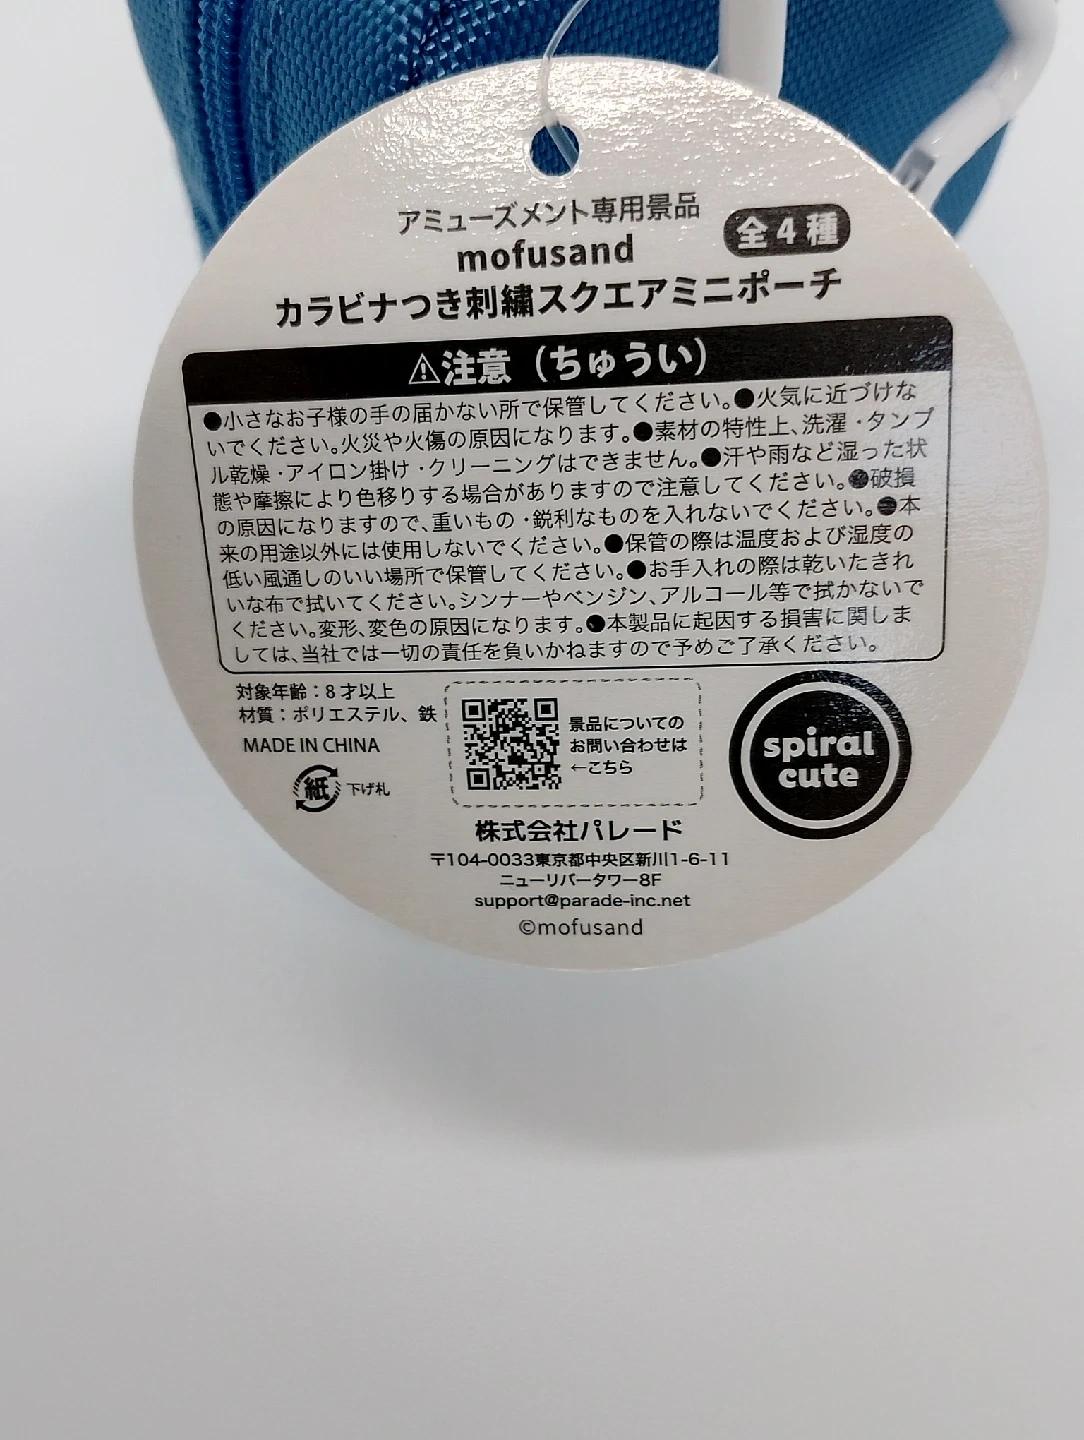 アミューズメント専用景品
mofusand
全4種
カラビナつき刺繍スクエアミニポーチ
⚠注意（ちゅうい）
●小さなお子様の手の届かない所で保管してください。●火気に近づけな
いでください。火災や火傷の原因になります。●素材の特性上、洗濯・タンブ
ル乾燥・アイロン掛け・クリーニングはできません。●汗や雨など湿った状
態や摩擦により色移りする場合がありますので注意してください。●破損
の原因になりますので、重いもの・鋭利なものを入れないでください。●本
来の用途以外には使用しないでください。●保管の際は温度および湿度の
低い風通しのいい場所で保管してください。●お手入れの際は乾いたきれ
いな布で拭いてください。シンナーやベンジン、アルコール等で拭かないで
ください。変形、変色の原因になります。●本製品に起因する損害に関しま
しては、当社では一切の責任を負いかねますので予めご了承ください。
対象年齢：8才以上
材質：ポリエステル、鉄
MADE IN CHINA
紙 下げ札
景品についての
お問い合わせは
←こちら
spiral
cute
株式会社パレード
〒104-0033東京都中央区新川1-6-11
ニューリバータワー8F
support@parade-inc.net
©mofusand